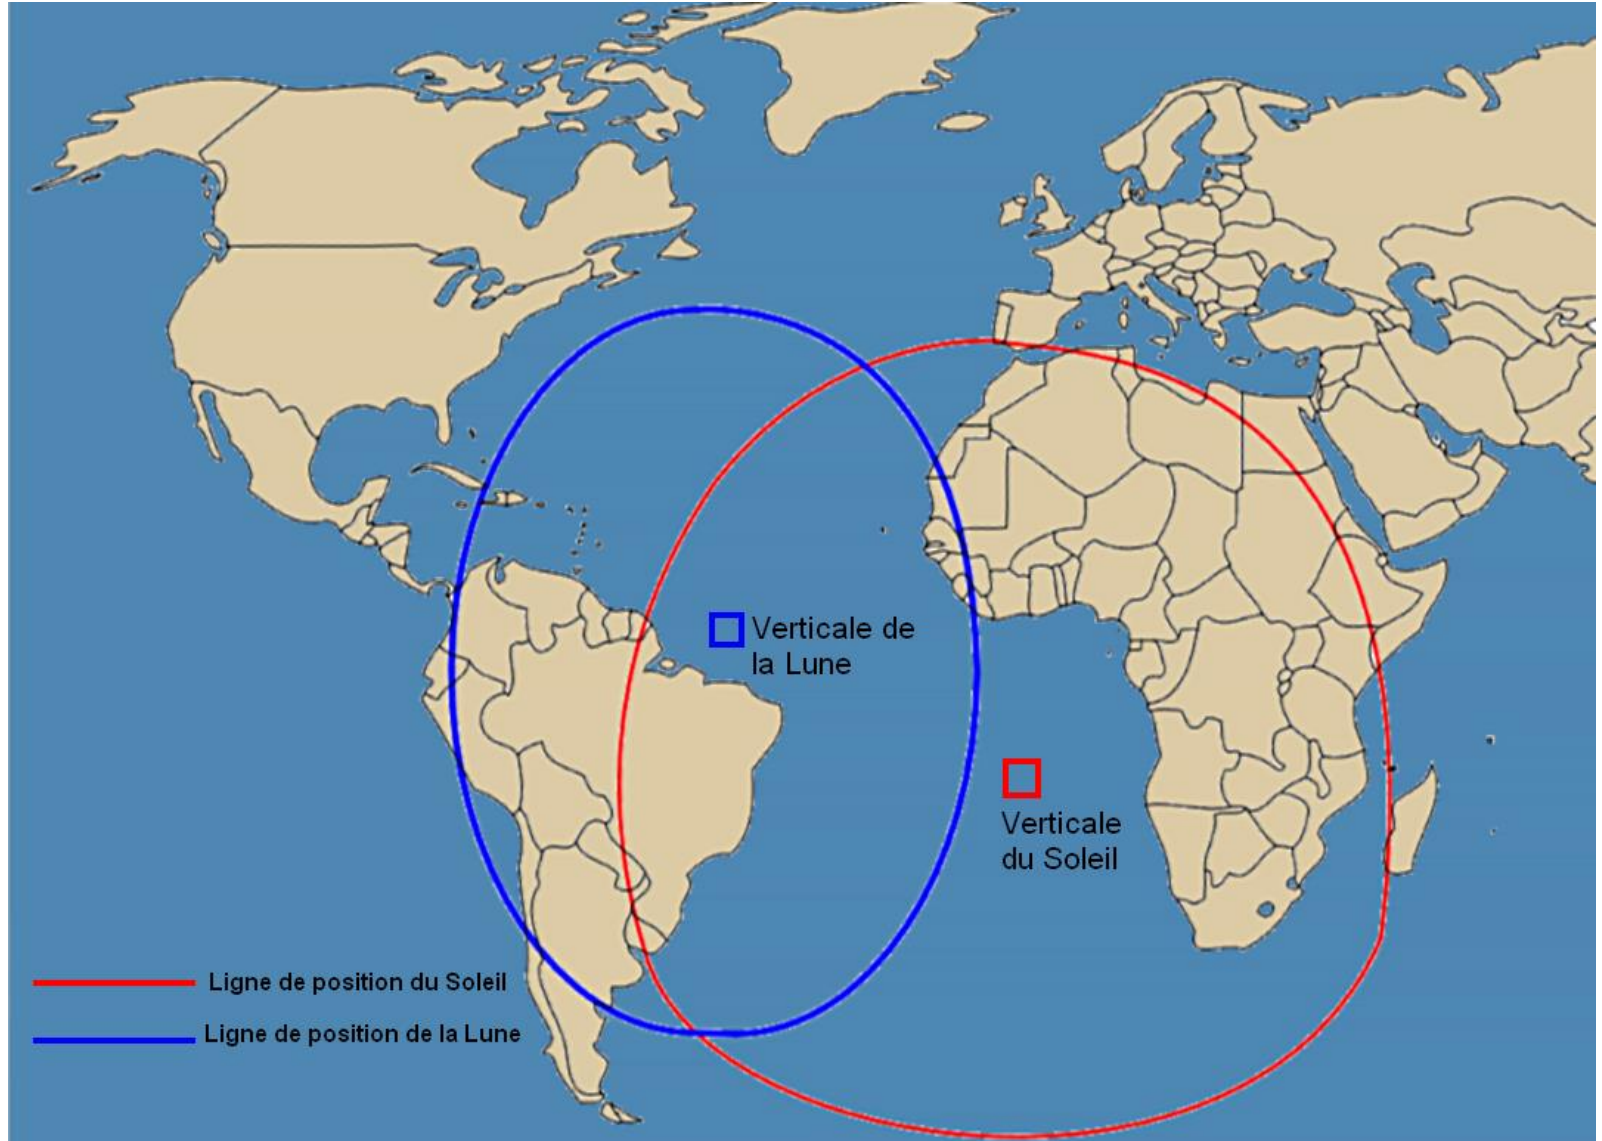 Verticale de
la Lune
Verticale
du Soleil
Ligne de position du Soleil
Ligne de position de la Lune